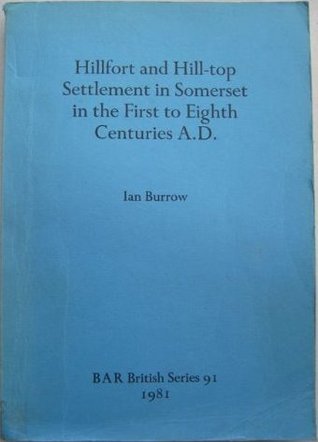 Hillfort and Hill-top
Settlement in Somerset
in the First to Eighth
Centuries A.D.
Ian Burrow
BAR British Series 91
1981